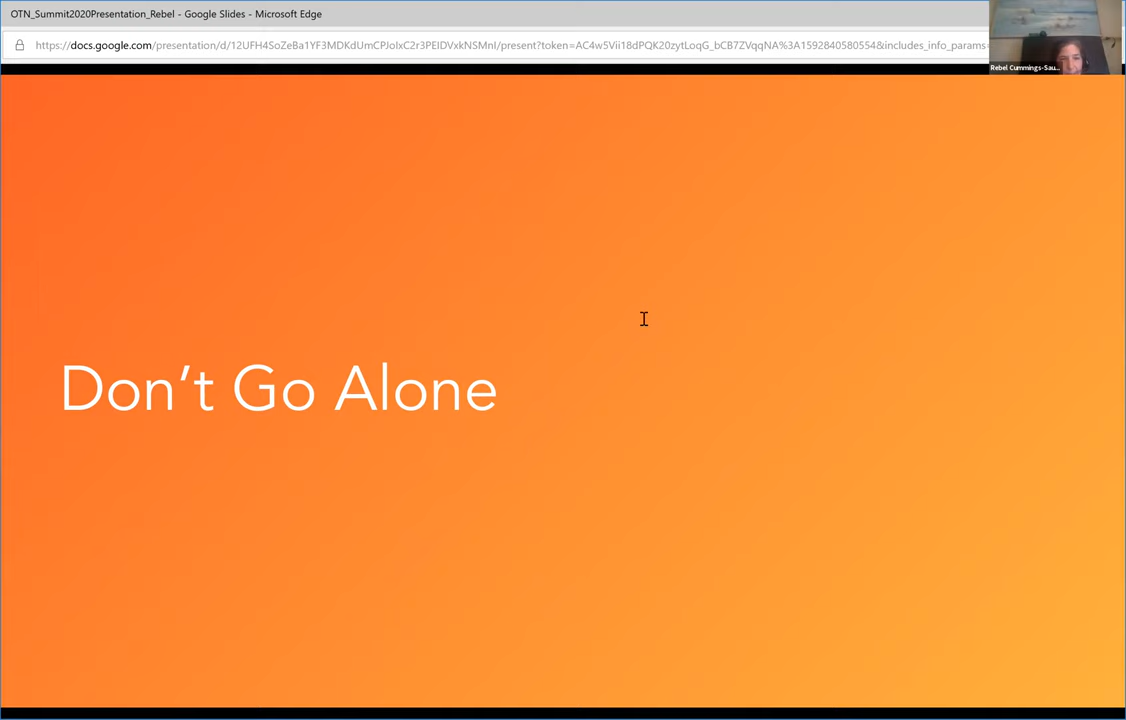 OTN_Summit2020Presentation_Rebel - Google Slides - Microsoft Edge
https://docs.google.com/presentation/d/12UFH4SoZeBa1YF3MDKdUmCPJoIxC2r3PEIDVxkNSMnI/present?token=AC4w5Vii18dPQK20zytLoqG_bCB7ZVqqNA%3A1592840580554&includes_info_params=
Rebel Cummings-Sau...
Don’t Go Alone